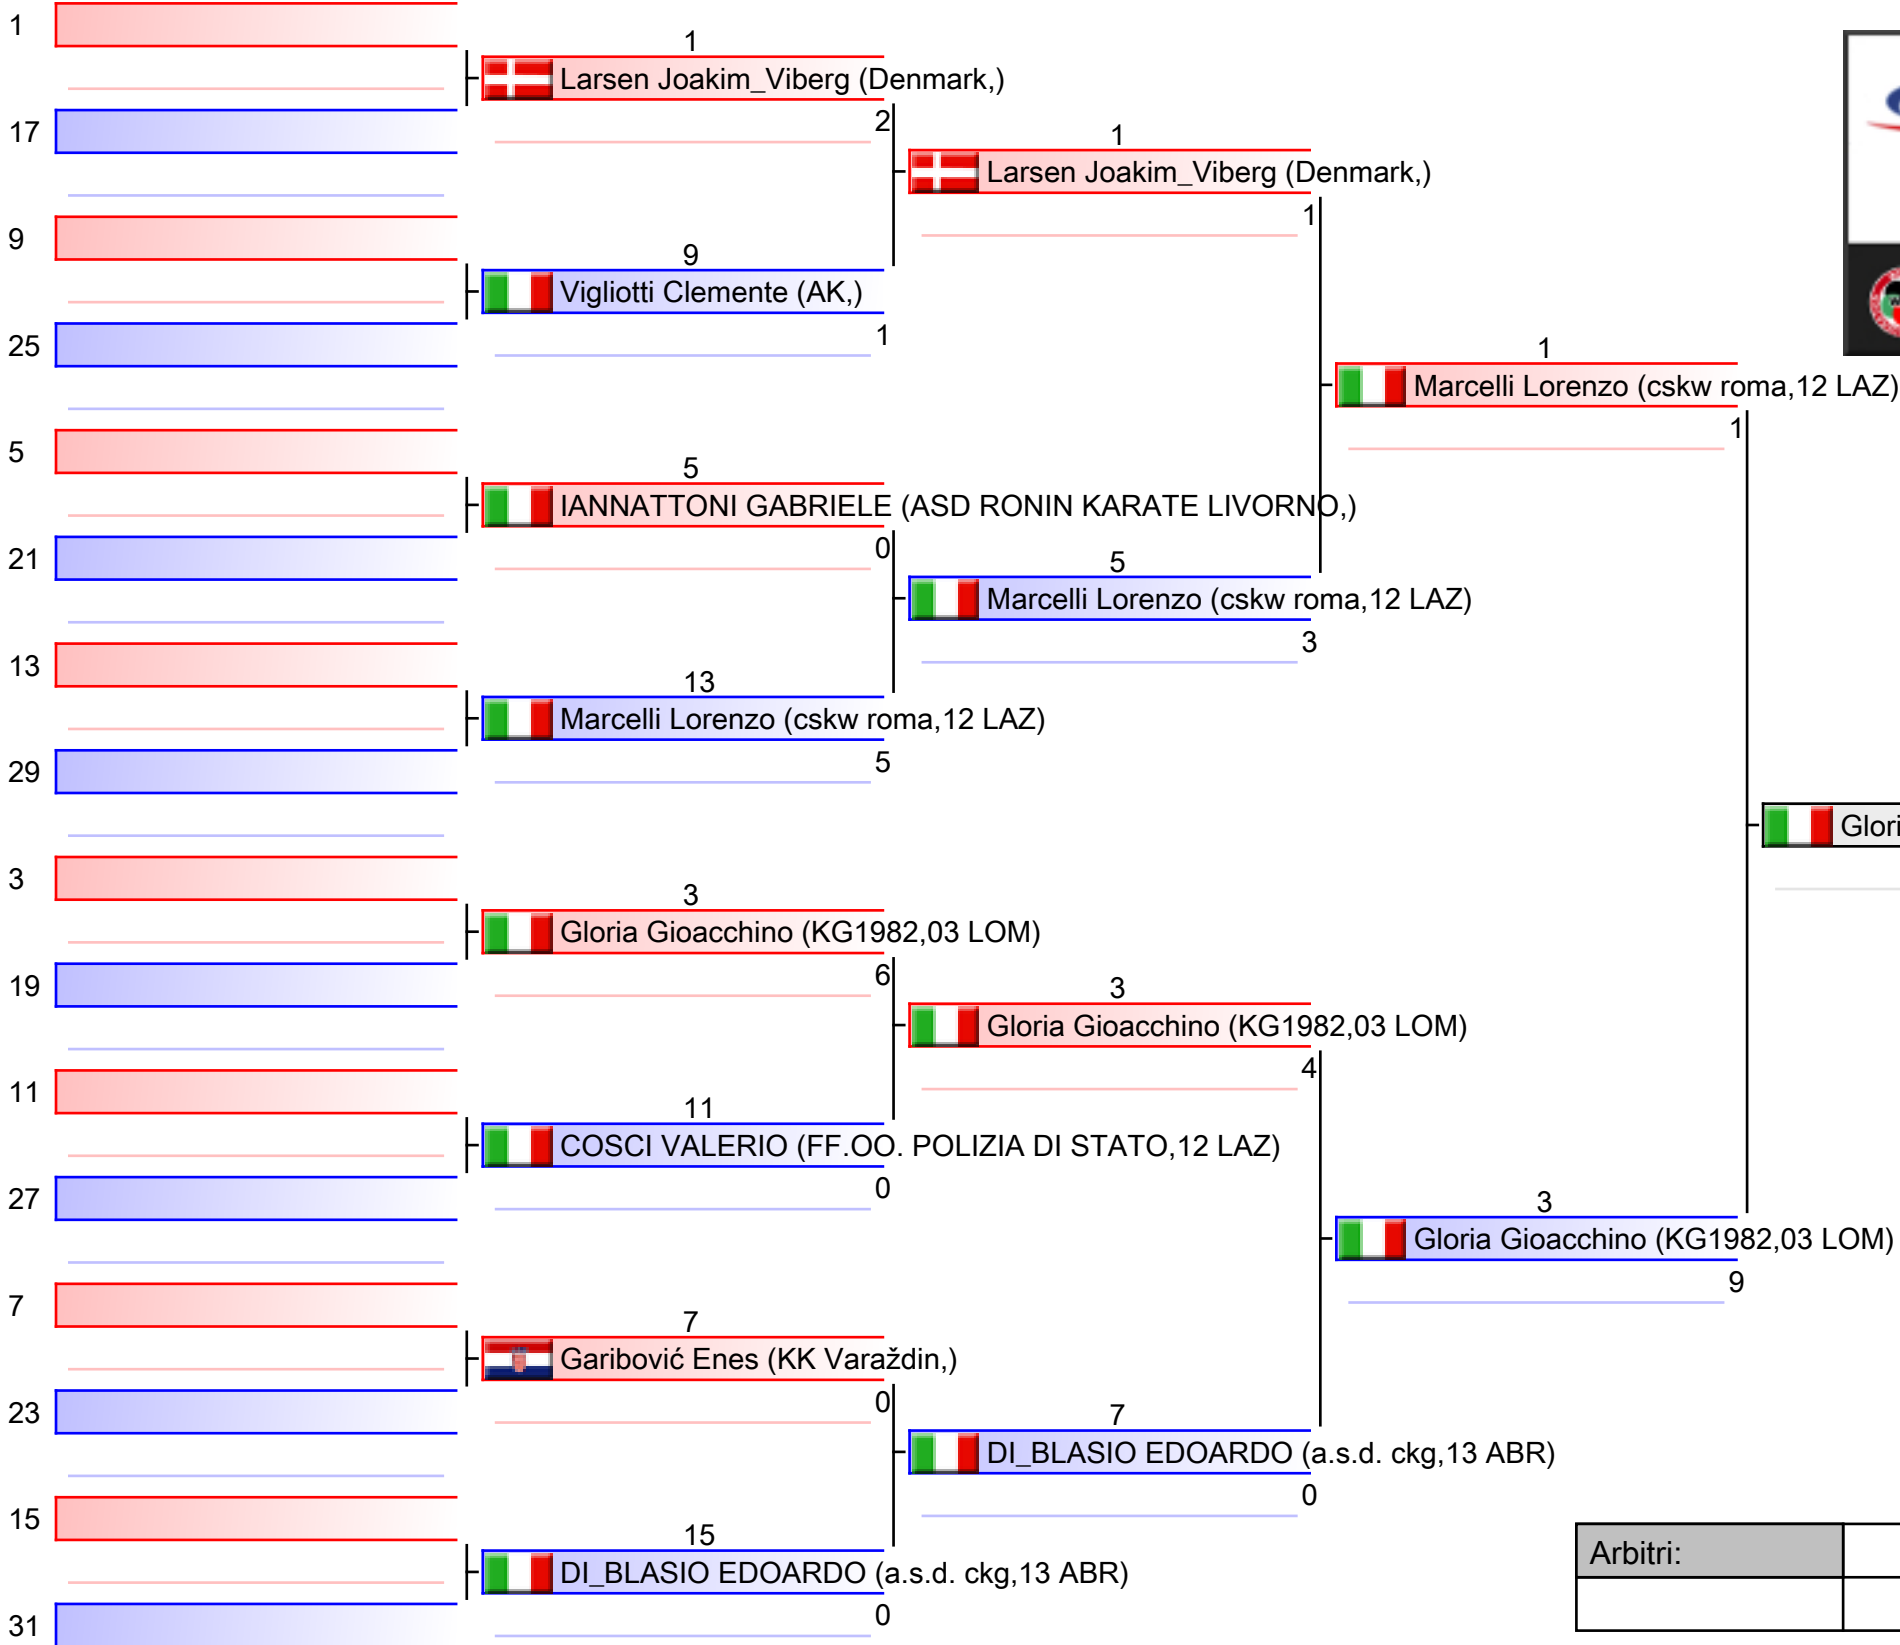 1
17
9
25
5
21
13
29
3
19
11
27
7
23
15
31
1
Larsen Joakim_Viberg (Denmark,)
2
9
Vigliotti Clemente (AK,)
1
5
IANNATTONI GABRIELE (ASD RONIN KARATE LIVORNO,)
0
13
Marcelli Lorenzo (cskw roma,12 LAZ)
5
3
Gloria Gioacchino (KG1982,03 LOM)
6
11
COSCI VALERIO (FF.OO. POLIZIA DI STATO,12 LAZ)
0
7
Garibović Enes (KK Varaždin,)
0
15
DI_BLASIO EDOARDO (a.s.d. ckg,13 ABR)
0
1
Larsen Joakim_Viberg (Denmark,)
1
5
Marcelli Lorenzo (cskw roma,12 LAZ)
3
3
Gloria Gioacchino (KG1982,03 LOM)
4
7
DI_BLASIO EDOARDO (a.s.d. ckg,13 ABR)
0
1
Marcelli Lorenzo (cskw roma,12 LAZ)
1
3
Gloria Gioacchino (KG1982,03 LOM)
9
Arbitri: